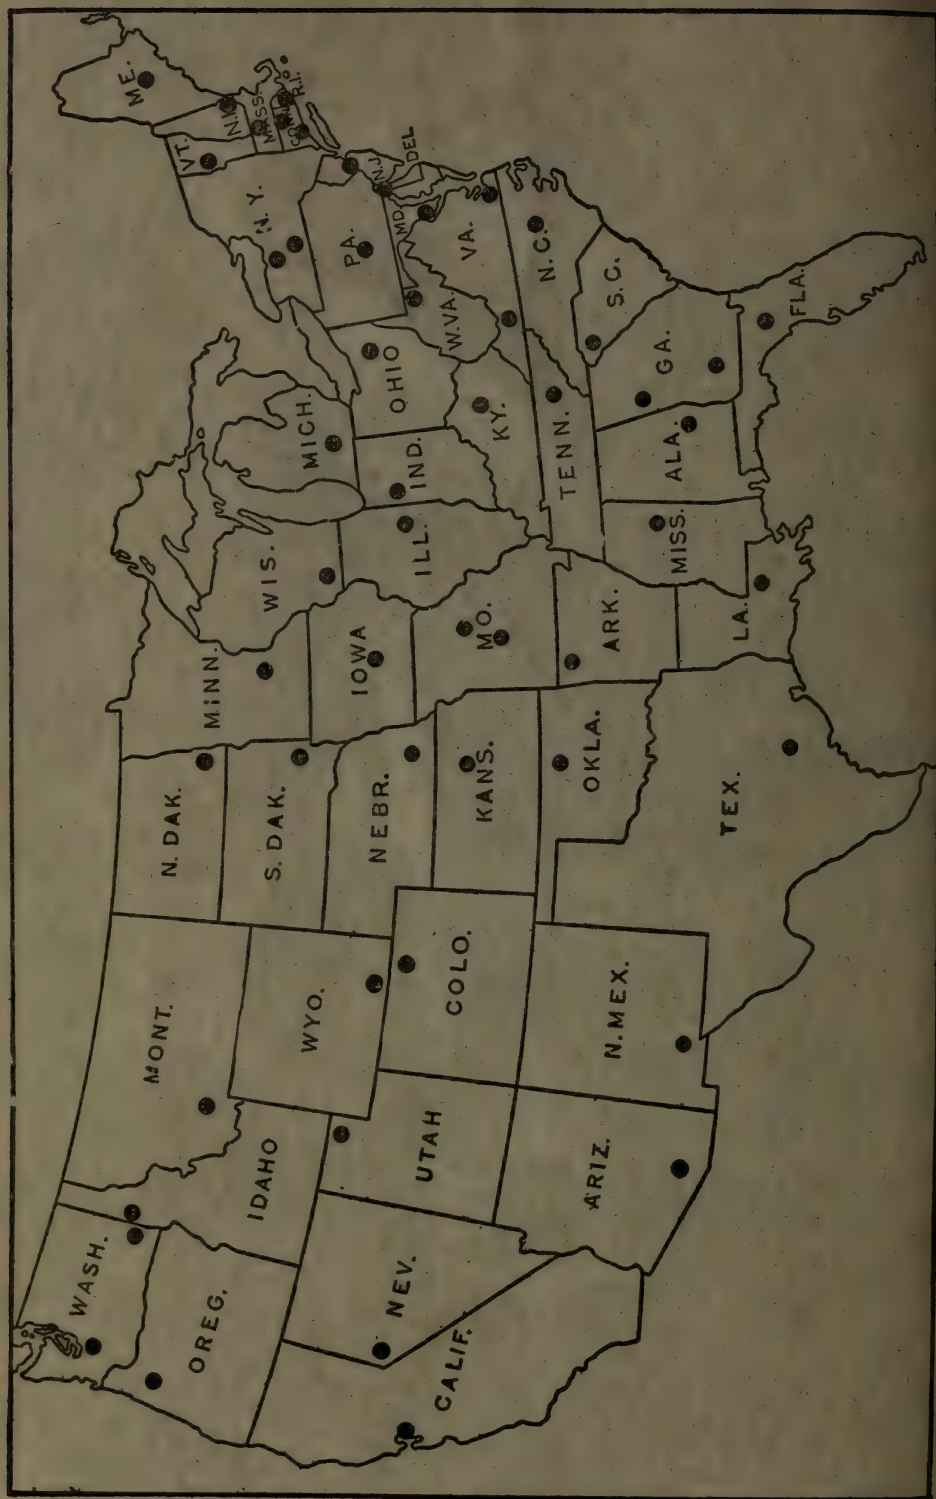 WASH.
OREG.
CALIF.
NEV.
IDAHO
MONT.
WYO.
UTAH
ARIZ.
COLO.
N. MEX.
N. DAK.
S. DAK.
NEBR.
KANS.
OKLA.
TEX.
MINN.
IOWA
MO.
ARK.
LA.
WIS.
ILL.
MISS.
MICH.
IND.
OHIO
KY.
TENN.
ALA.
GA.
FLA.
S.C.
N.C.
VA.
W.VA.
MD.
DEL
PA.
N.J.
N.Y.
VT.
N.H.
MASS.
R.I.
ME.